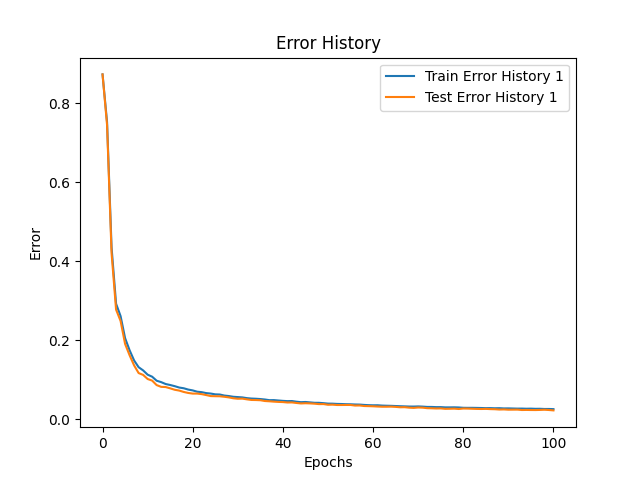 Error History
Train Error History 1
Test Error History 1
Error
0.8
0.6
0.4
0.2
0.0
0 20 40 60 80 100
Epochs